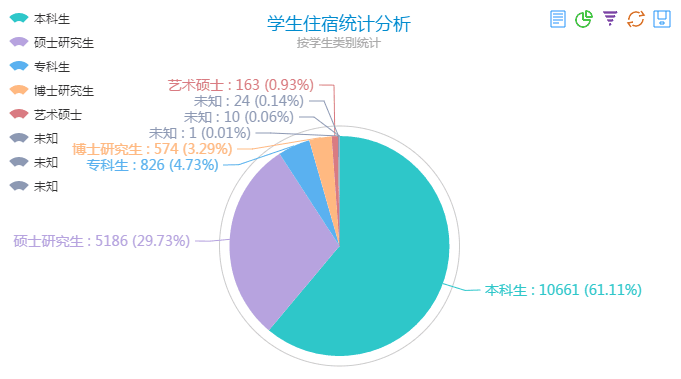 学生住宿统计分析
按学生类别统计
本科生
硕士研究生
专科生
博士研究生
艺术硕士
未知
未知
未知
艺术硕士 : 163 (0.93%)
未知 : 24 (0.14%)
未知 : 10 (0.06%)
未知 : 1 (0.01%)
博士研究生 : 574 (3.29%)
专科生 : 826 (4.73%)
硕士研究生 : 5186 (29.73%)
本科生 : 10661 (61.11%)